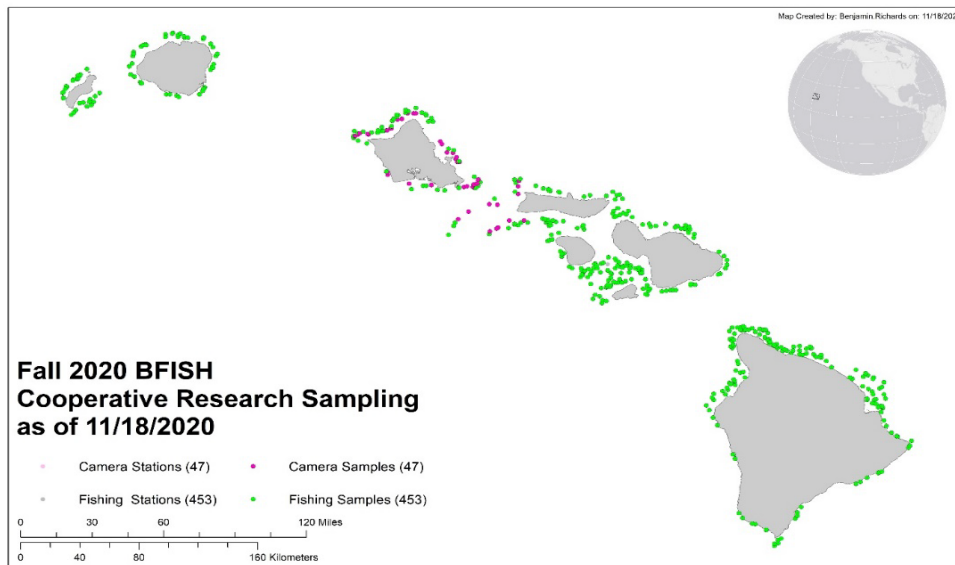 Map Created by: Benjamin.Richards on: 11/18/202
Fall 2020 BFISH
Cooperative Research Sampling
as of 11/18/2020
Camera Stations (47) Camera Samples (47)
Fishing Stations (453) Fishing Samples (453)
0 30 60 120 Miles
0 40 80 160 Kilometers